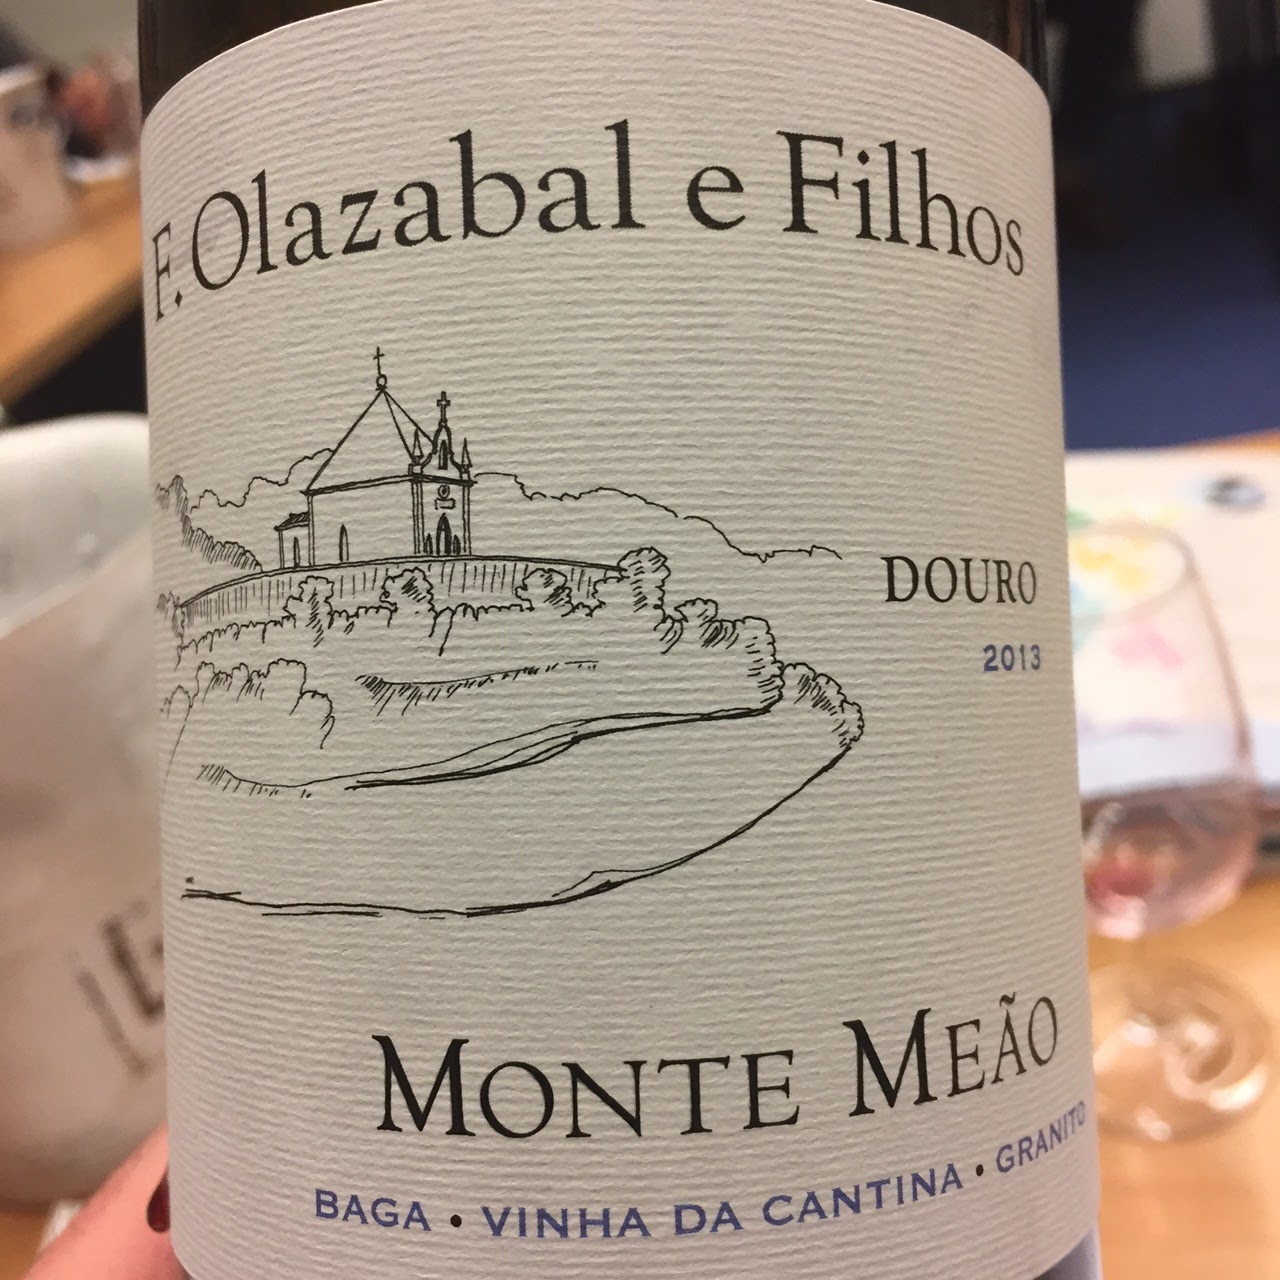 F. Olazabal e Filhos
DOURO
2013
MONTE MEÃO
BAGA • VINHA DA CANTINA • GRANITO